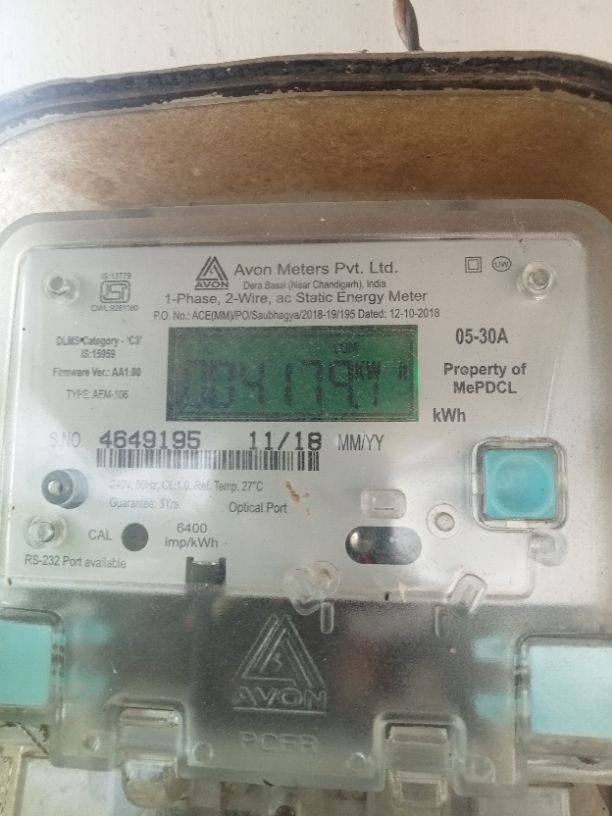 IS:13779
CM/L 9251180
AVON
Avon Meters Pvt. Ltd.
Dera Bassi (Near Chandigarh), India
1-Phase, 2-Wire, ac Static Energy Meter
P.O. No.: ACE(MM)/PO/Saubhagya/2018-19/195 Dated: 12-10-2018
DLMS Category - 'C3'
IS:15959
Firmware Ver.: AA1.00
TYPE: AEM-106
CUM
KW h
05-30A
Property of
MePDCL
kWh
S.NO. 4649195 11/18 MM/YY
240V, 50Hz, CL:1.0, Ref. Temp. 27°C
Guarantee: 5Yrs.
Optical Port
CAL
6400
imp/kWh
RS-232 Port available
AVON